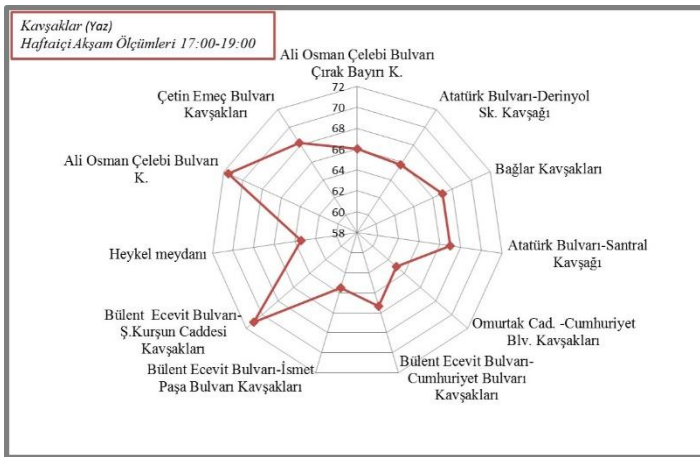 Kavşaklar (Yaz)
Haftaiçi Akşam Ölçümleri 17:00-19:00
Ali Osman Çelebi Bulvarı
Çırak Bayırı K.
Atatürk Bulvarı-Derinyol
Sk. Kavşağı
Bağlar Kavşakları
Atatürk Bulvarı-Santral
Kavşağı
Omurtak Cad. -Cumhuriyet
Blv. Kavşakları
Bülent Ecevit Bulvarı-
Cumhuriyet Bulvarı
Kavşakları
Bülent Ecevit Bulvarı-İsmet
Paşa Bulvarı Kavşakları
Bülent Ecevit Bulvarı-
Ş.Kurşun Caddesi
Kavşakları
Heykel meydanı
Ali Osman Çelebi Bulvarı
K.
Çetin Emeç Bulvarı
Kavşakları
72
70
68
66
64
62
60
58